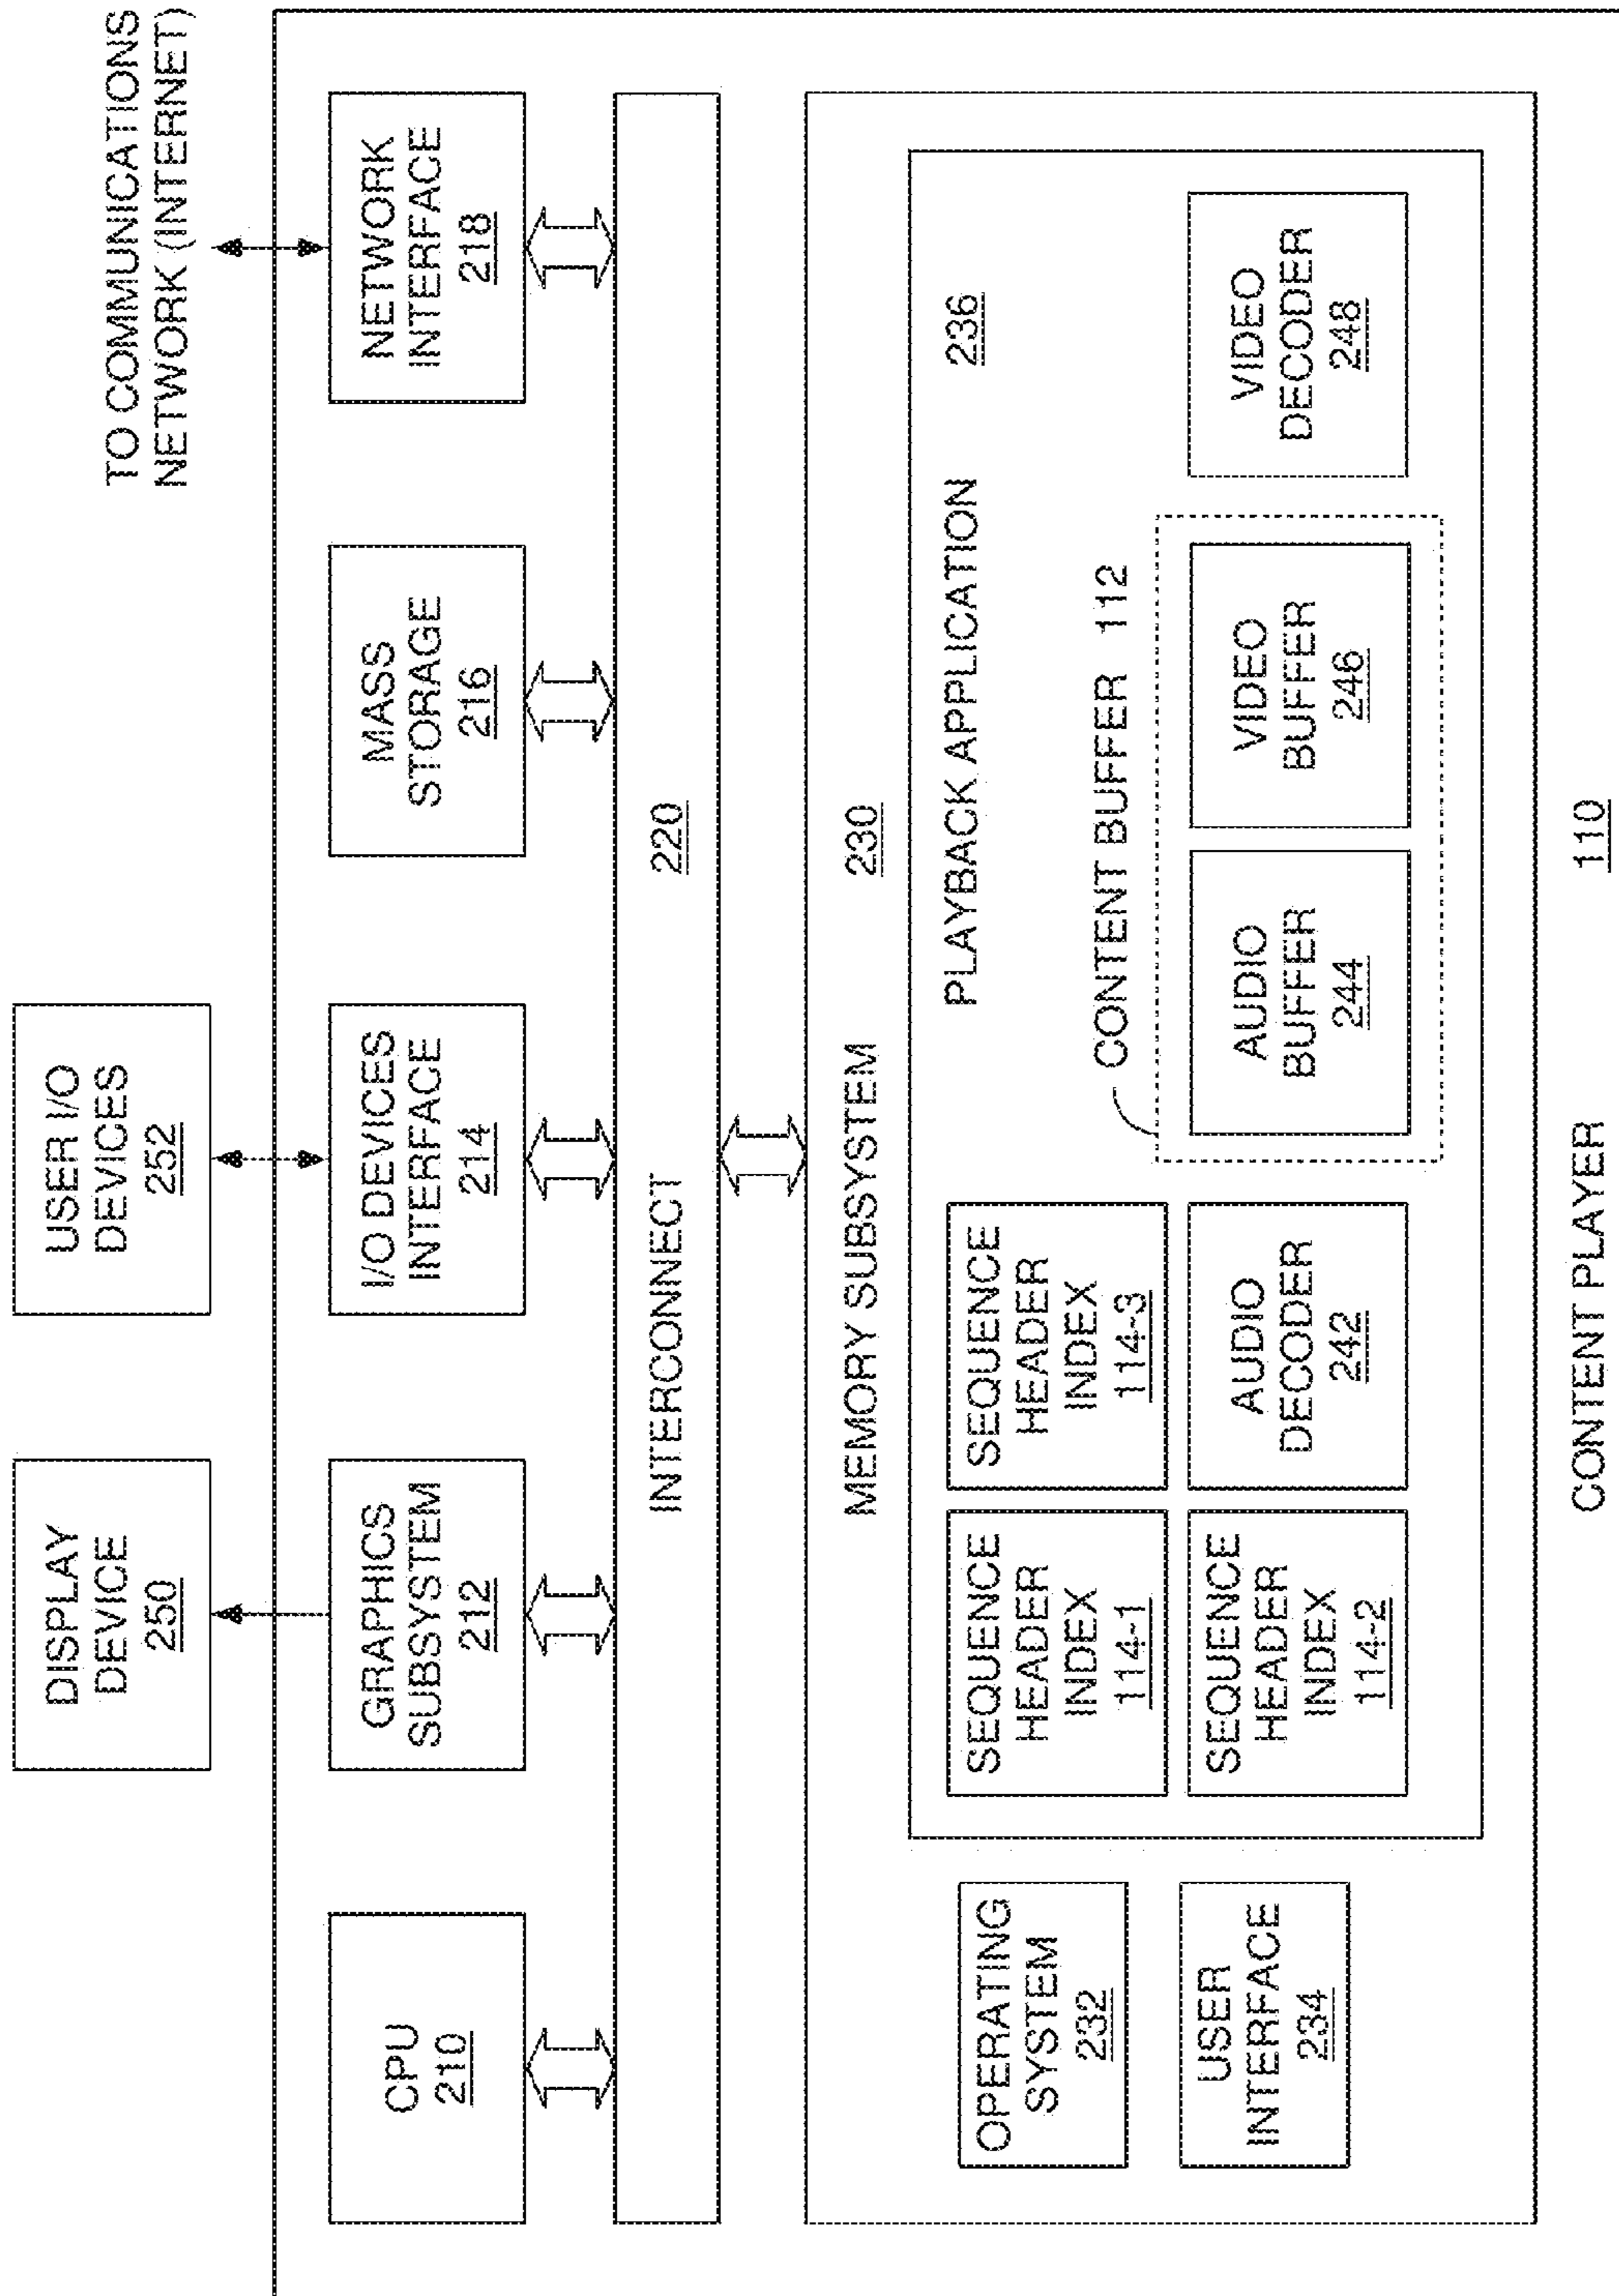 TO COMMUNICATIONS
NETWORK (INTERNET)
DISPLAY
DEVICE
250
USER I/O
DEVICES
252
CPU
210
GRAPHICS
SUBSYSTEM
212
I/O DEVICES
INTERFACE
214
MASS
STORAGE
216
NETWORK
INTERFACE
218
INTERCONNECT
220
MEMORY SUBSYSTEM
230
OPERATING
SYSTEM
232
USER
INTERFACE
234
PLAYBACK APPLICATION
236
SEQUENCE
HEADER
INDEX
114-1
SEQUENCE
HEADER
INDEX
114-3
SEQUENCE
HEADER
INDEX
114-2
AUDIO
DECODER
242
CONTENT BUFFER 112
AUDIO
BUFFER
244
VIDEO
BUFFER
246
VIDEO
DECODER
248
CONTENT PLAYER
110